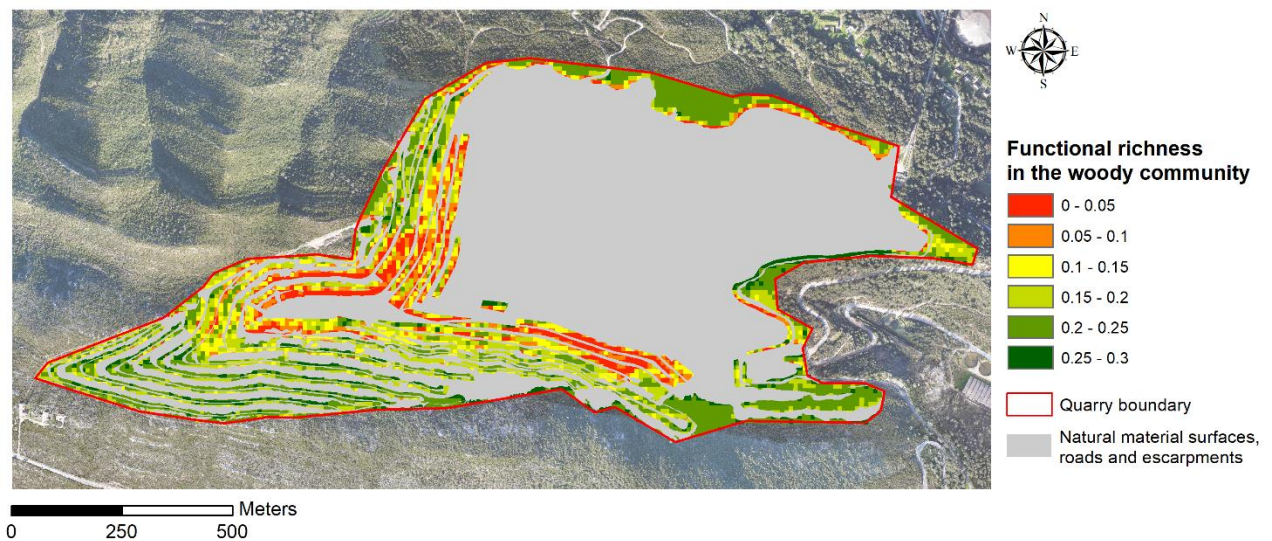 N
W E
S
Functional richness
in the woody community
0 - 0.05
0.05 - 0.1
0.1 - 0.15
0.15 - 0.2
0.2 - 0.25
0.25 - 0.3
Quarry boundary
Natural material surfaces,
roads and escarpments
Meters
0 250 500